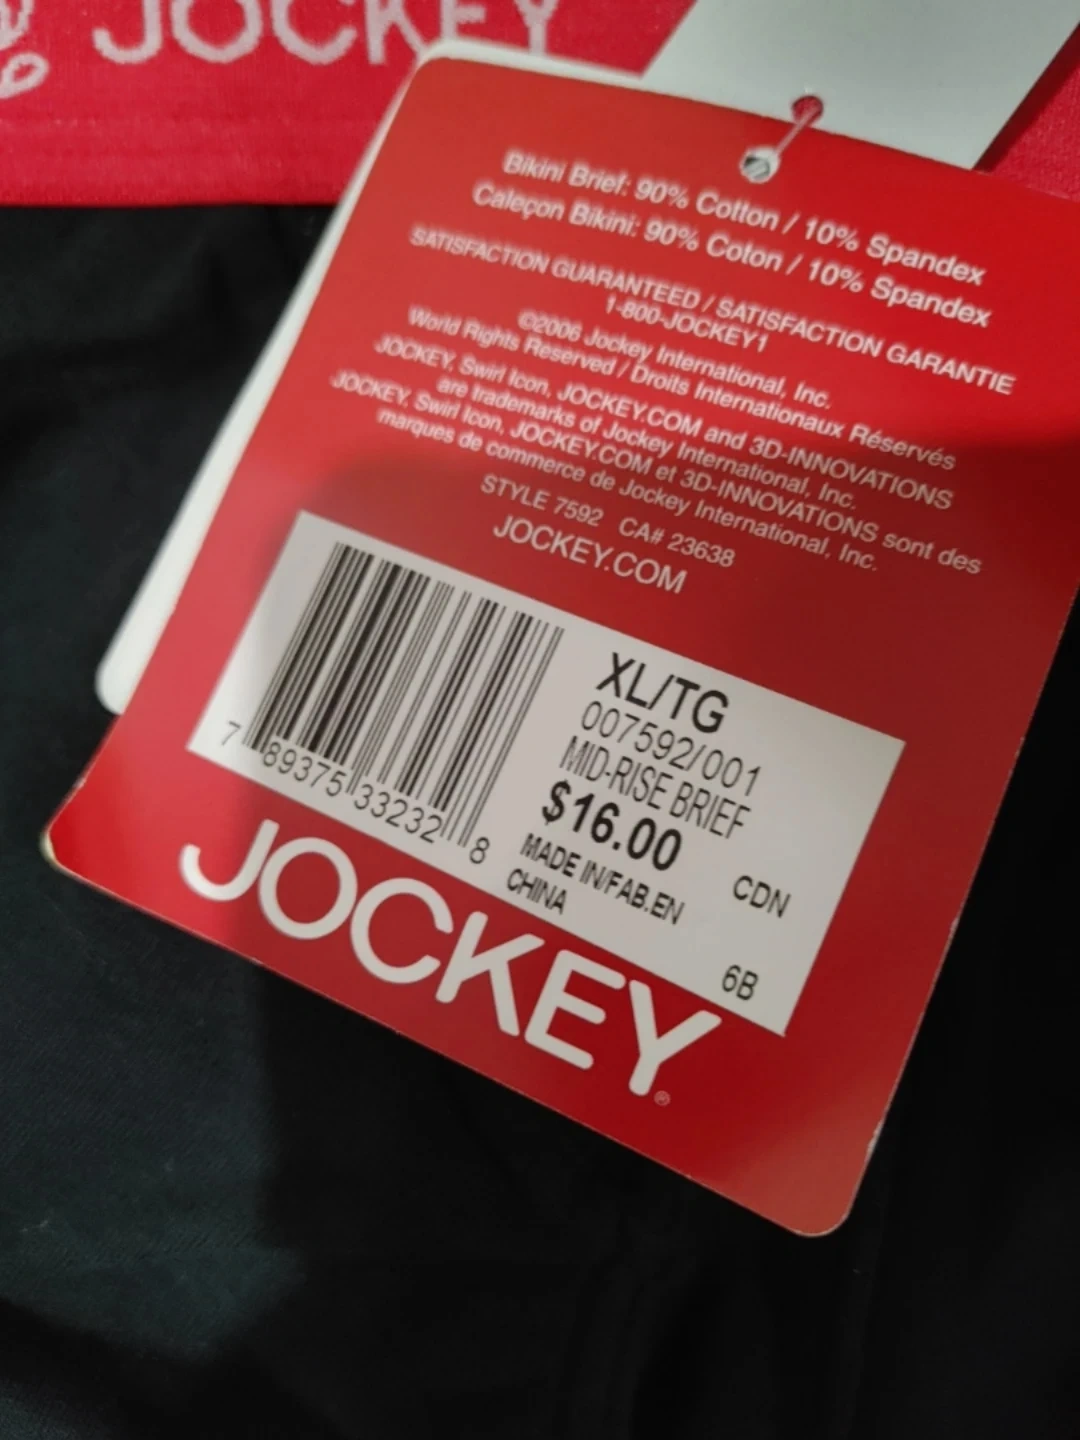 JOCKEY
Bikini Brief: 90% Cotton / 10% Spandex
Caleçon Bikini: 90% Coton / 10% Spandex
SATISFACTION GUARANTEED / SATISFACTION GARANTIE
1-800-JOCKEY1
©2006 Jockey International, Inc.
World Rights Reserved / Droits Internationaux Réservés
JOCKEY, Swirl Icon, JOCKEY.COM and 3D-INNOVATIONS
are trademarks of Jockey International, Inc.
JOCKEY, Swirl Icon, JOCKEY.COM et 3D-INNOVATIONS sont des
marques de commerce de Jockey International, Inc.
STYLE 7592 CA# 23638
JOCKEY.COM
XL/TG
007592/001
MID-RISE BRIEF
$16.00 CDN
MADE IN/FAB.EN
CHINA
6B
7 89375 33232 8
JOCKEY®